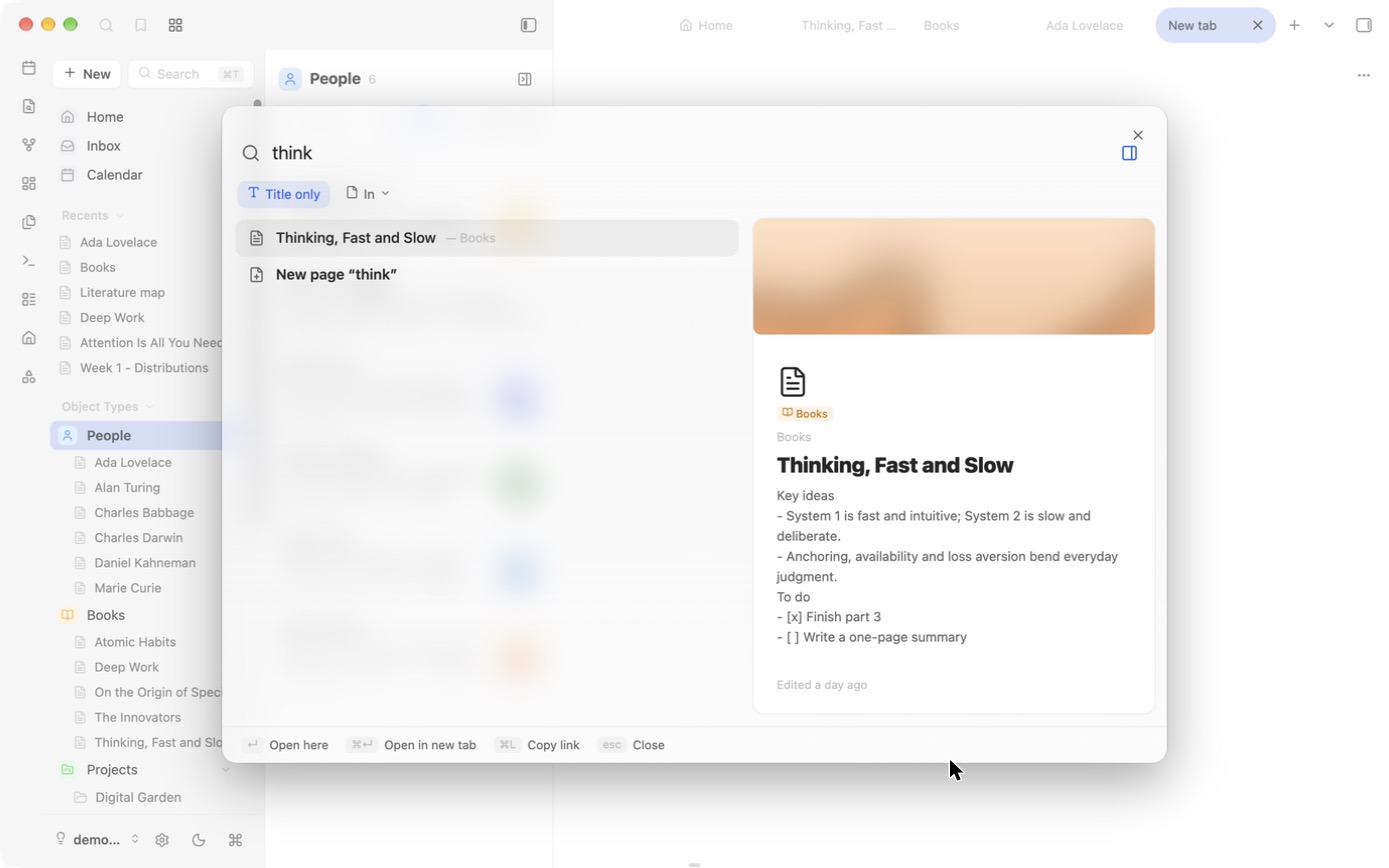 Home
Thinking, Fast ...
Books
Ada Lovelace
New tab
New
Search
⌘T
People 6
Home
Inbox
Calendar
Recents
Ada Lovelace
Books
Literature map
Deep Work
Attention Is All You Need
Week 1 - Distributions
Object Types
People
Ada Lovelace
Alan Turing
Charles Babbage
Charles Darwin
Daniel Kahneman
Marie Curie
Books
Atomic Habits
Deep Work
On the Origin of Spec
The Innovators
Thinking, Fast and Slo
Projects
Digital Garden
demo...
think
Title only
In
Thinking, Fast and Slow — Books
New page “think”
Books
Books
Thinking, Fast and Slow
Key ideas
- System 1 is fast and intuitive; System 2 is slow and
deliberate.
- Anchoring, availability and loss aversion bend everyday
judgment.
To do
- [x] Finish part 3
- [ ] Write a one-page summary
Edited a day ago
↵ Open here
⌘↵ Open in new tab
⌘L Copy link
esc Close